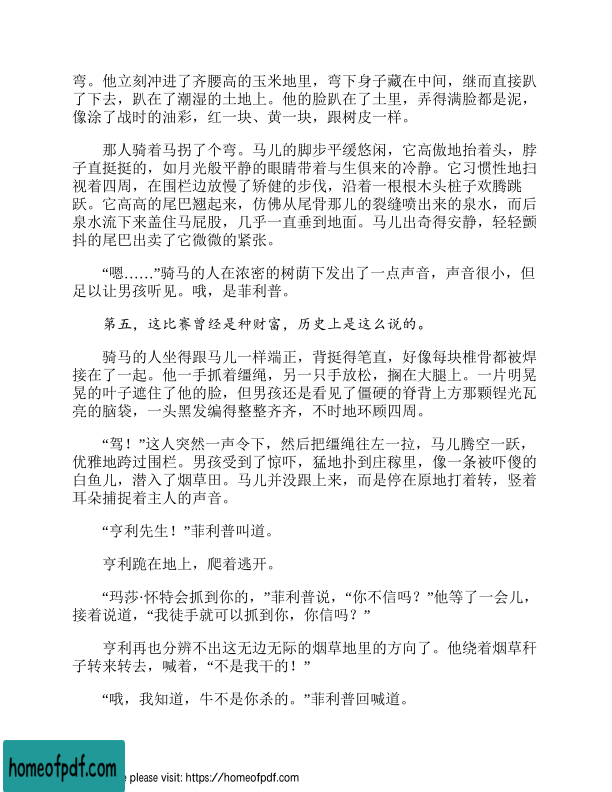 弯。他立刻冲进了齐腰高的玉米地里，弯下身子藏在中间，继而直接趴
了下去，趴在了潮湿的土地上。他的脸趴在了土里，弄得满脸都是泥，
像涂了战时的油彩，红一块、黄一块，跟树皮一样。
那人骑着马拐了个弯。马儿的脚步平缓悠闲，它高傲地抬着头，脖
子直挺挺的，如月光般平静的眼睛带着与生俱来的冷静。它习惯性地扫
视着四周，在围栏边放慢了矫健的步伐，沿着一根根木头桩子欢腾跳
跃。它高高的尾巴翘起来，仿佛从尾骨那儿的裂缝喷出来的泉水，而后
泉水流下来盖住马屁股，几乎一直垂到地面。马儿出奇得安静，轻轻颤
抖的尾巴出卖了它微微的紧张。
“嗯……”骑马的人在浓密的树荫下发出了一点声音，声音很小，但
足以让男孩听见。哦，是菲利普。
第五，这比赛曾经是种财富，历史上是这么说的。
骑马的人坐得跟马儿一样端正，背挺得笔直，好像每块椎骨都被焊
接在了一起。他一手抓着缰绳，另一只手放松，搁在大腿上。一片明晃
晃的叶子遮住了他的脸，但男孩还是看见了僵硬的脊背上方那颗锃光瓦
亮的脑袋，一头黑发编得整整齐齐，不时地环顾四周。
“驾！”这人突然一声令下，然后把缰绳往左一拉，马儿腾空一跃，
优雅地跨过围栏。男孩受到了惊吓，猛地扑到庄稼里，像一条被吓傻的
白鱼儿，潜入了烟草田。马儿并没跟上来，而是停在原地打着转，竖着
耳朵捕捉着主人的声音。
“亨利先生！”菲利普叫道。
亨利跪在地上，爬着逃开。
“玛莎·怀特会抓到你的，”菲利普说，“你不信吗？”他等了一会儿，
接着说道，“我徒手就可以抓到你，你信吗？”
亨利再也分辨不出这无边无际的烟草地里的方向了。他绕着烟草秆
子转来转去，喊着，“不是我干的！”
“哦，我知道，牛不是你杀的。”菲利普回喊道。
homeofpdf.com
e please visit: https://homeofpdf.com